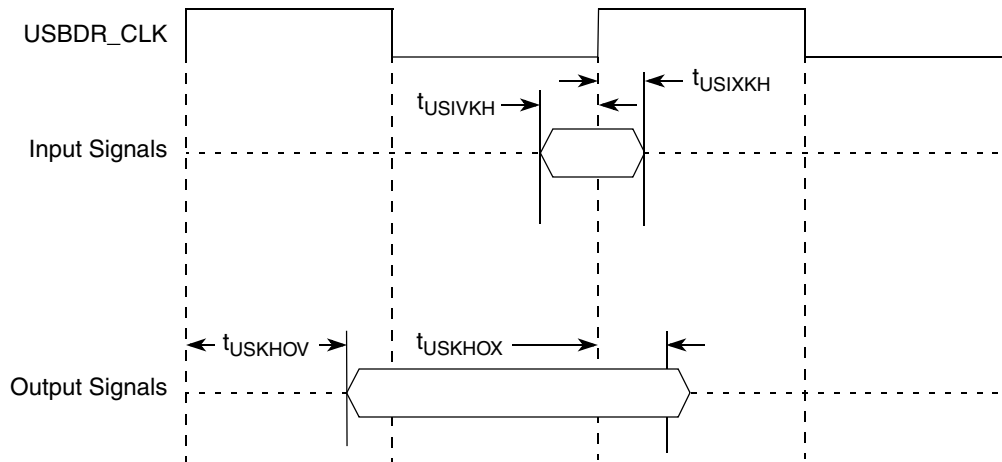 USBDR_CLK
tUSIXKH
tUSIVKH
Input Signals
tUSKHOV
tUSKHOX
Output Signals